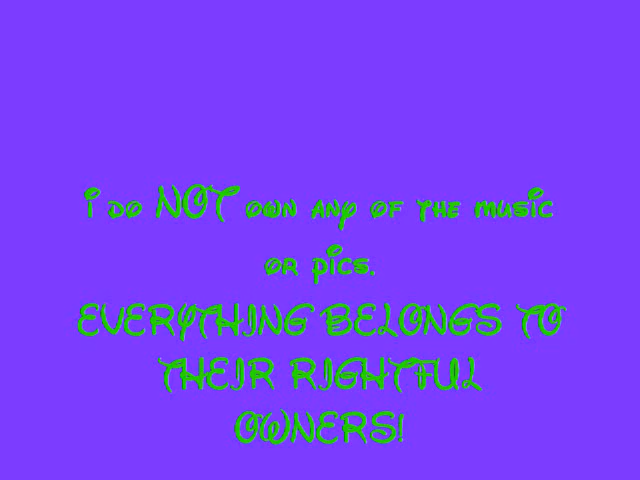 i do NOT own any of the music
or pics.
EVERYTHING BELONGS TO
THEIR RIGHTFUL
OWNERS!